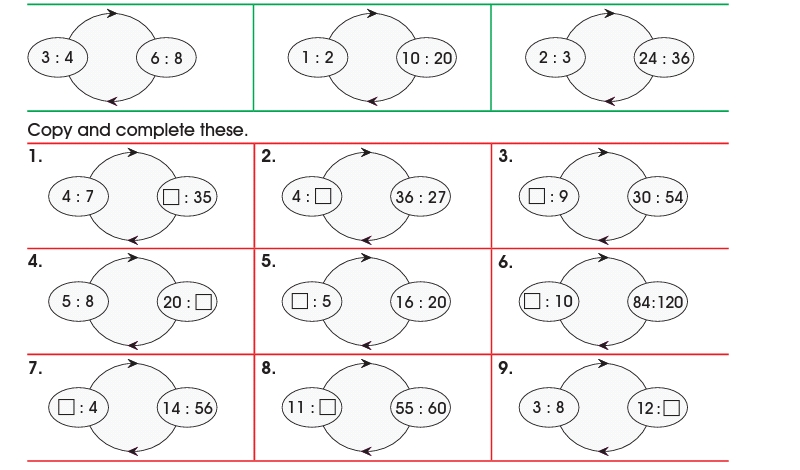 3 : 4 6 : 8 1 : 2 10 : 20 2 : 3 24 : 36
Copy and complete these.
1. 2. 3.
4 : 7 □ : 35 4 : □ 36 : 27 □ : 9 30 : 54
4. 5. 6.
5 : 8 20 : □ □ : 5 16 : 20 □ : 10 84:120
7. 8. 9.
□ : 4 14 : 56 11 : □ 55 : 60 3 : 8 12:□